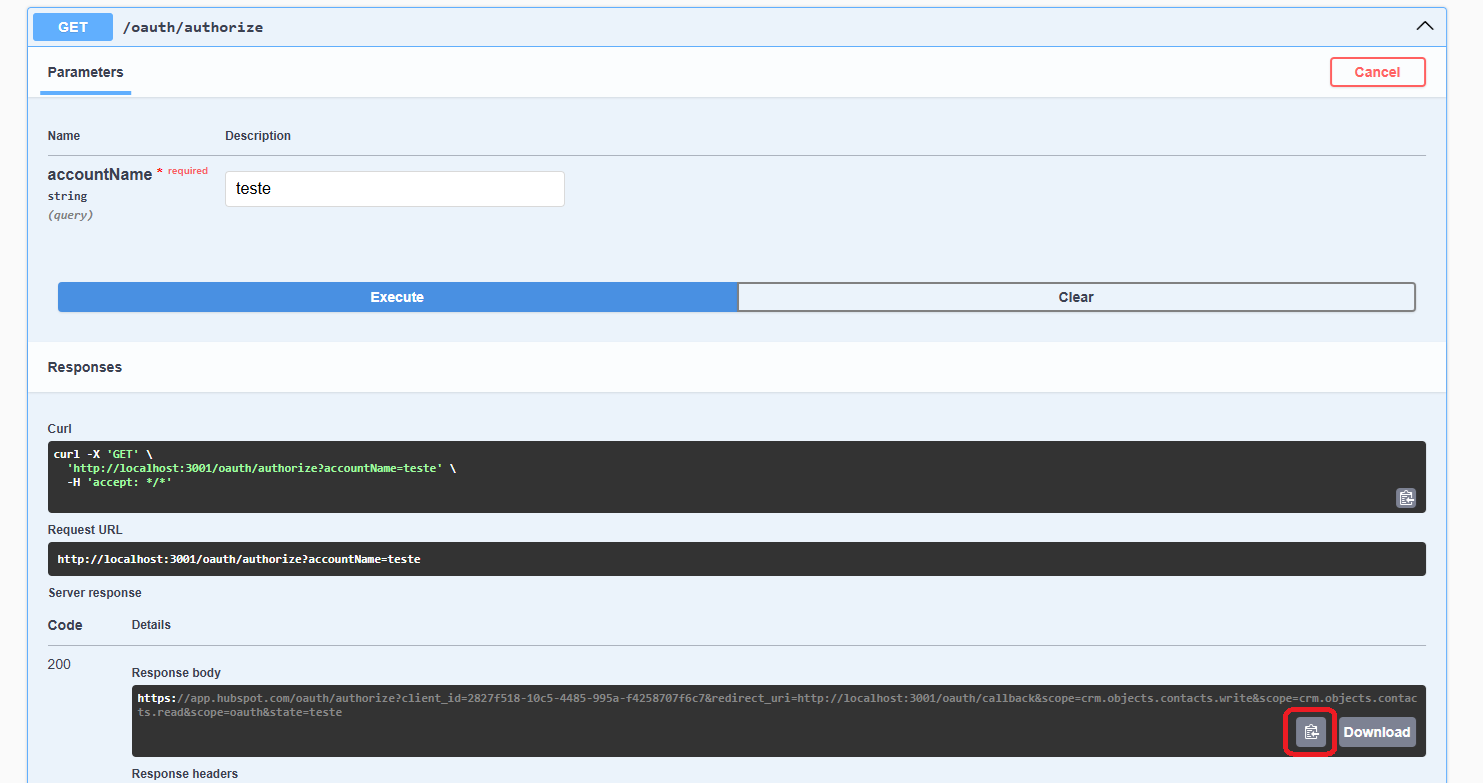 GET /oauth/authorize
Parameters
Cancel
Name Description
accountName * required
string
(query)
teste
Execute Clear
Responses
Curl
curl -X 'GET' \
'http://localhost:3001/oauth/authorize?accountName=teste' \
-H 'accept: */*'
Request URL
http://localhost:3001/oauth/authorize?accountName=teste
Server response
Code Details
200
Response body
https://app.hubspot.com/oauth/authorize?client_id=2827f518-10c5-4485-995a-f4258707f6c7&redirect_uri=http://localhost:3001/oauth/callback&scope=crm.objects.contacts.write&scope=crm.objects.contac
ts.read&scope=oauth&state=teste
Download
Response headers